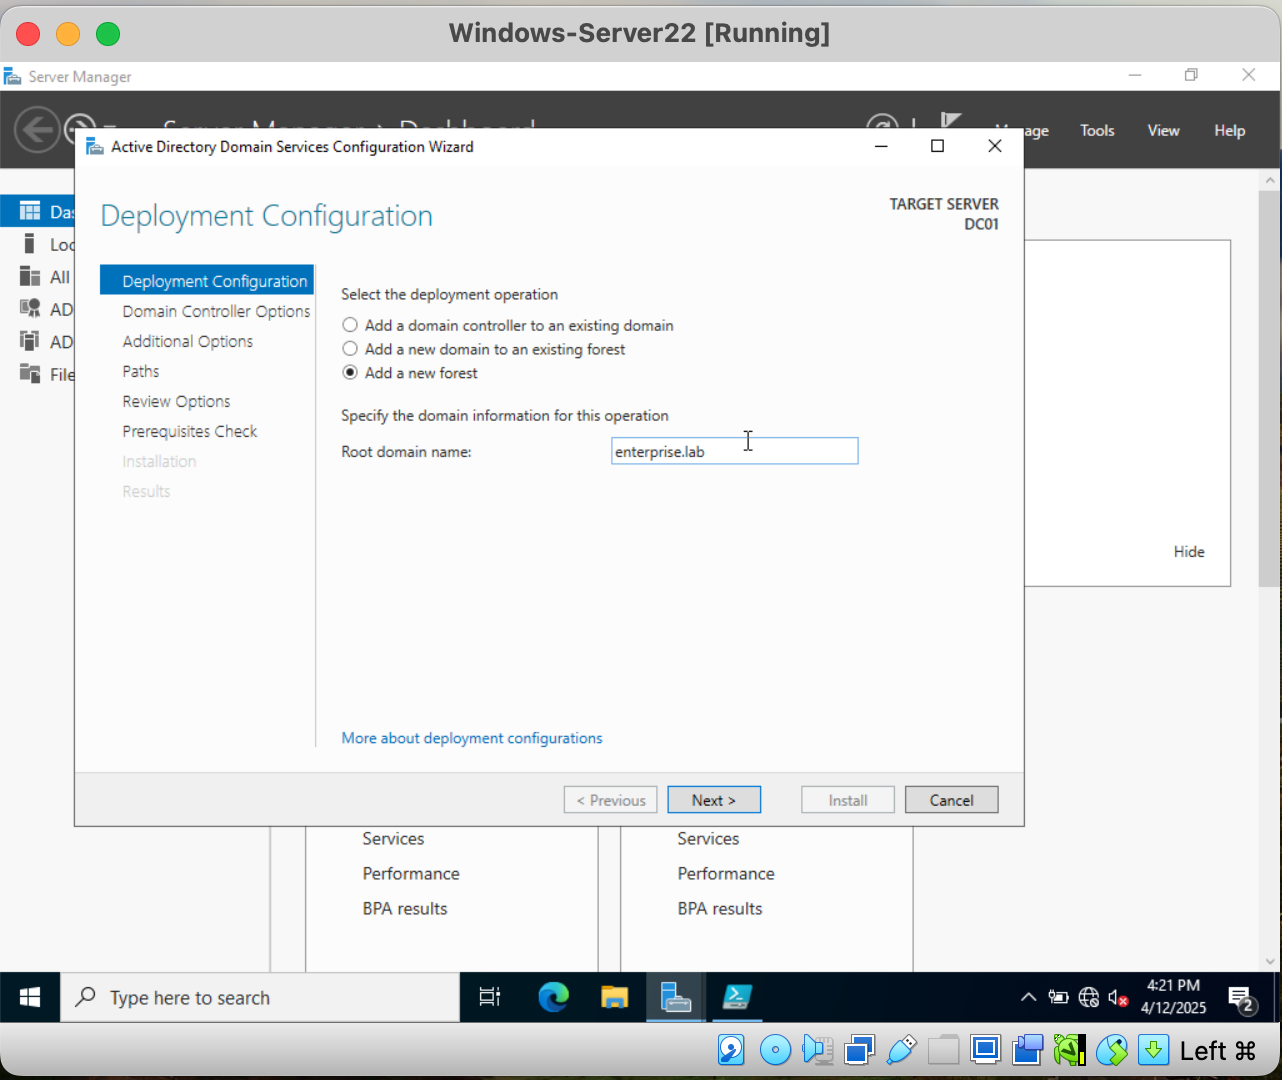 Windows-Server22 [Running]
Server Manager
Server Manager › Dashboard
Tools
View
Help
Active Directory Domain Services Configuration Wizard
Deployment Configuration
TARGET SERVER
DC01
Deployment Configuration
Domain Controller Options
Additional Options
Paths
Review Options
Prerequisites Check
Installation
Results
All
AD
AD
File
Select the deployment operation
Add a domain controller to an existing domain
Add a new domain to an existing forest
Add a new forest
Specify the domain information for this operation
Root domain name:
enterprise.lab
Hide
More about deployment configurations
< Previous
Next >
Install
Cancel
Services
Performance
BPA results
Services
Performance
BPA results
Type here to search
4:21 PM
4/12/2025
2
Left ⌘